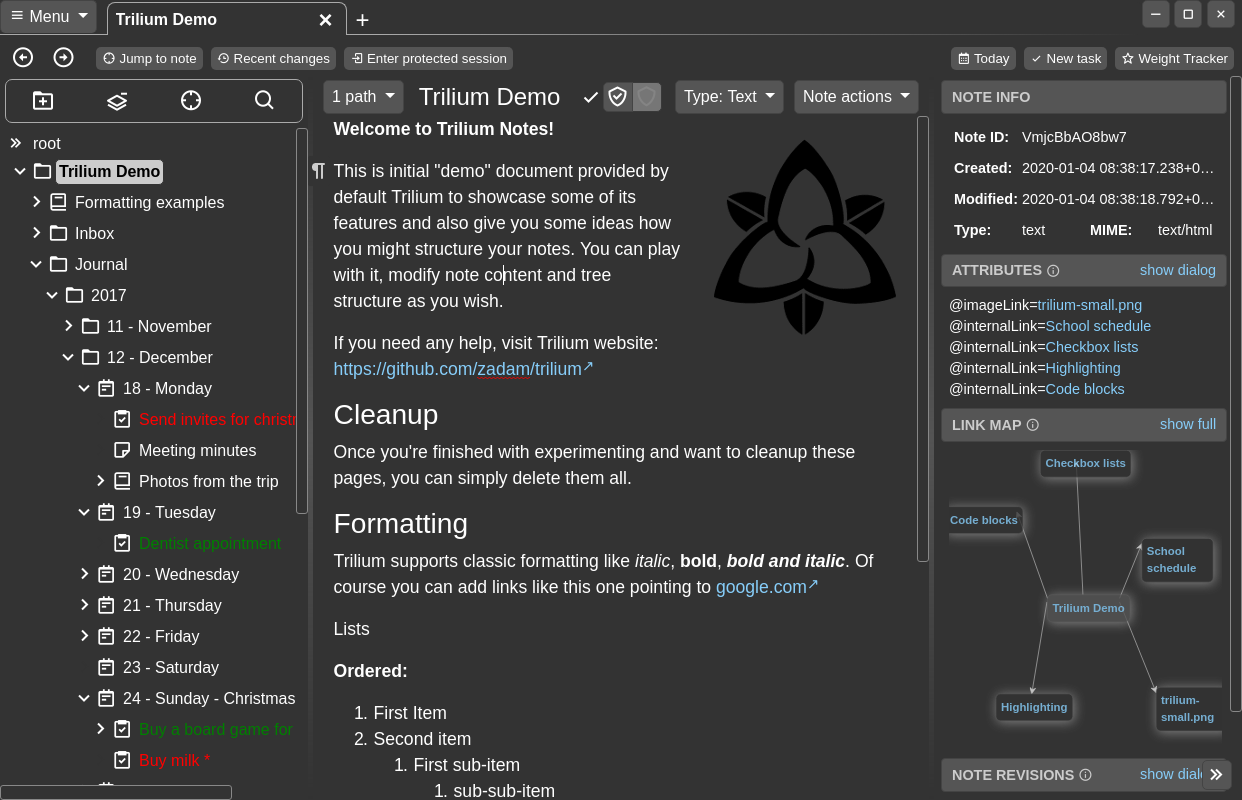 Menu
Trilium Demo
Jump to note
Recent changes
Enter protected session
Today
New task
Weight Tracker
root
Trilium Demo
Formatting examples
Inbox
Journal
2017
11 - November
12 - December
18 - Monday
Send invites for christ
Meeting minutes
Photos from the trip
19 - Tuesday
Dentist appointment
20 - Wednesday
21 - Thursday
22 - Friday
23 - Saturday
24 - Sunday - Christmas
Buy a board game for
Buy milk *
1 path
Trilium Demo
Type: Text
Note actions
Welcome to Trilium Notes!
This is initial "demo" document provided by
default Trilium to showcase some of its
features and also give you some ideas how
you might structure your notes. You can play
with it, modify note content and tree
structure as you wish.
If you need any help, visit Trilium website:
https://github.com/zadam/trilium
Cleanup
Once you're finished with experimenting and want to cleanup these
pages, you can simply delete them all.
Formatting
Trilium supports classic formatting like italic, bold, bold and italic. Of
course you can add links like this one pointing to google.com
Lists
Ordered:
1. First Item
2. Second item
1. First sub-item
1. sub-sub-item
NOTE INFO
Note ID: VmjcBbAO8bw7
Created: 2020-01-04 08:38:17.238+0…
Modified: 2020-01-04 08:38:18.792+0…
Type: text MIME: text/html
ATTRIBUTES show dialog
@imageLink=trilium-small.png
@internalLink=School schedule
@internalLink=Checkbox lists
@internalLink=Highlighting
@internalLink=Code blocks
LINK MAP show full
Checkbox lists
Code blocks
School
schedule
Trilium Demo
Highlighting
trilium-
small.png
NOTE REVISIONS show dial